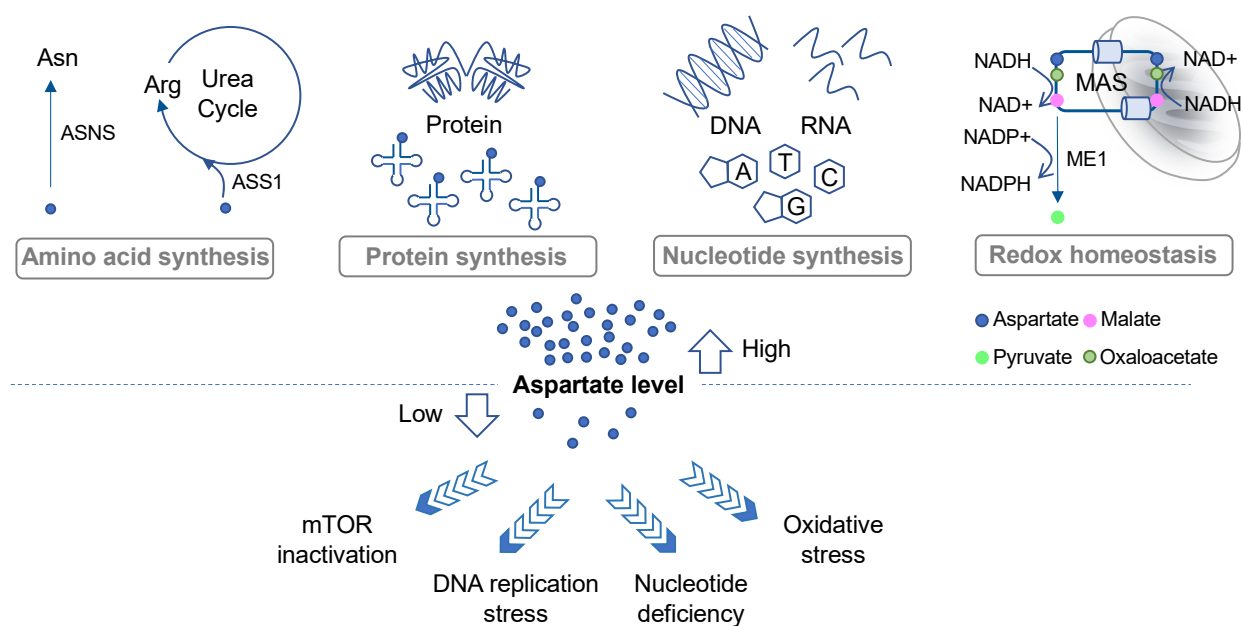 Asn
ASNS
Arg
Urea
Cycle
ASS1
Amino acid synthesis
Protein
Protein synthesis
DNA
RNA
A
T
C
G
Nucleotide synthesis
NADH
NAD+
MAS
NAD+
NADH
NADP+
NADPH
ME1
Redox homeostasis
Aspartate
Malate
Pyruvate
Oxaloacetate
High
Aspartate level
Low
mTOR
inactivation
DNA replication
stress
Nucleotide
deficiency
Oxidative
stress